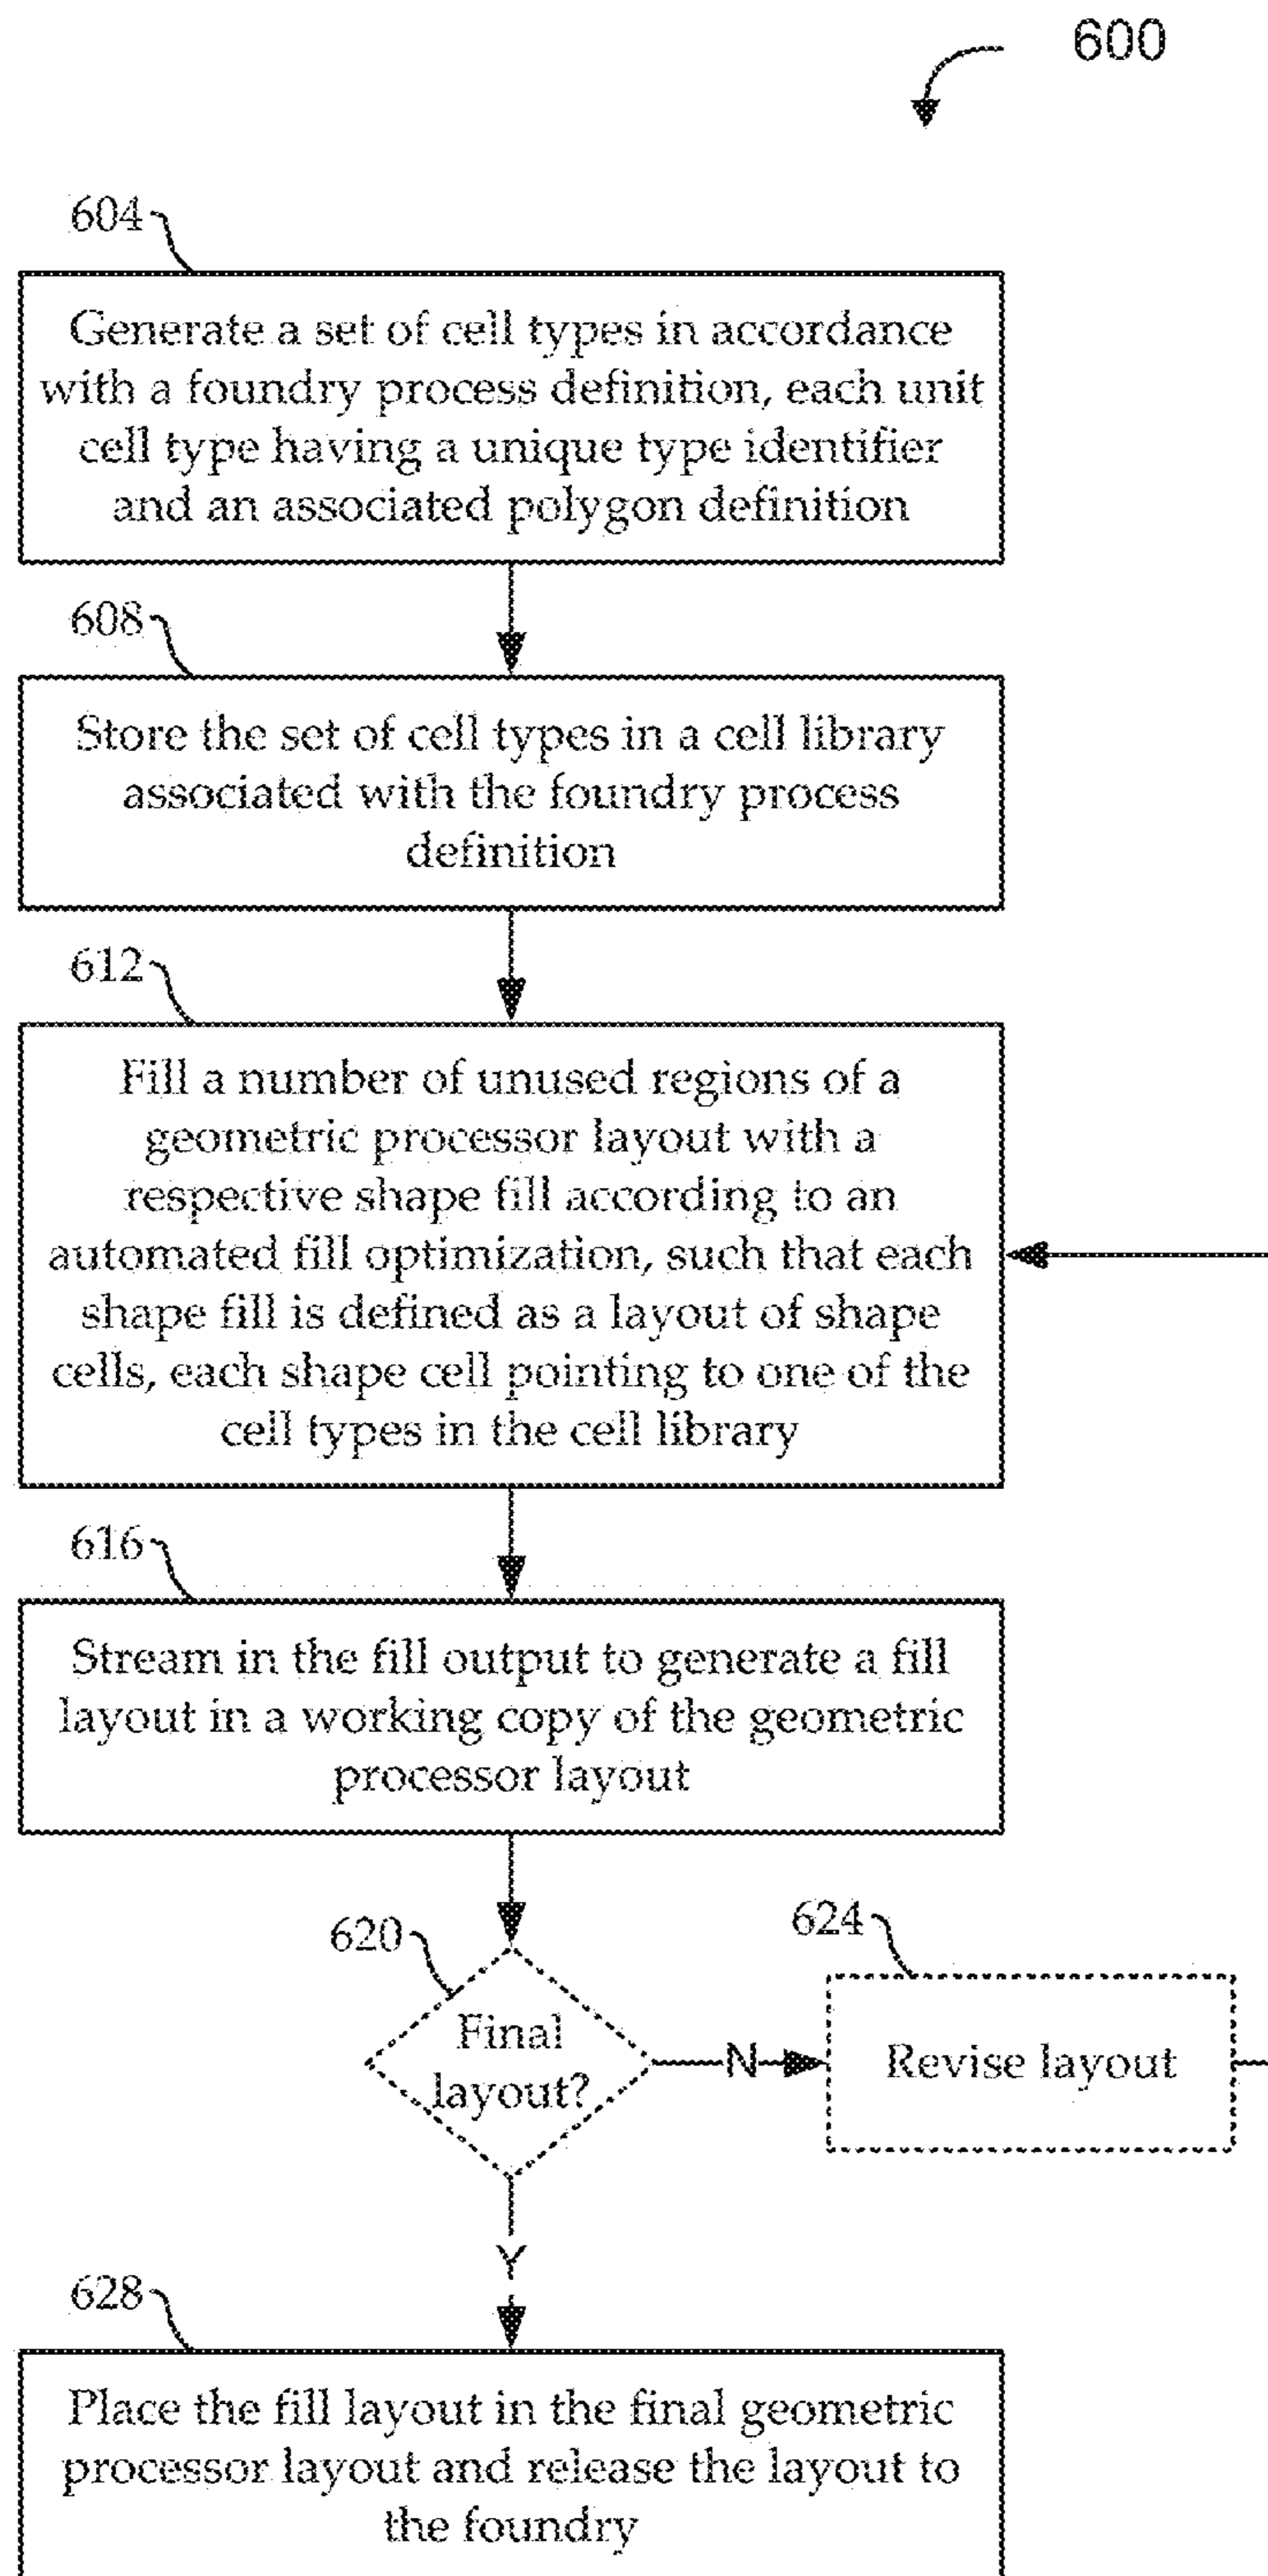 600
604
Generate a set of cell types in accordance
with a foundry process definition, each unit
cell type having a unique type identifier
and an associated polygon definition
608
Store the set of cell types in a cell library
associated with the foundry process
definition
612
Fill a number of unused regions of a
geometric processor layout with a
respective shape fill according to an
automated fill optimization, such that each
shape fill is defined as a layout of shape
cells, each shape cell pointing to one of the
cell types in the cell library
616
Stream in the fill output to generate a fill
layout in a working copy of the geometric
processor layout
620
Final
layout?
N
624
Revise layout
Y
628
Place the fill layout in the final geometric
processor layout and release the layout to
the foundry